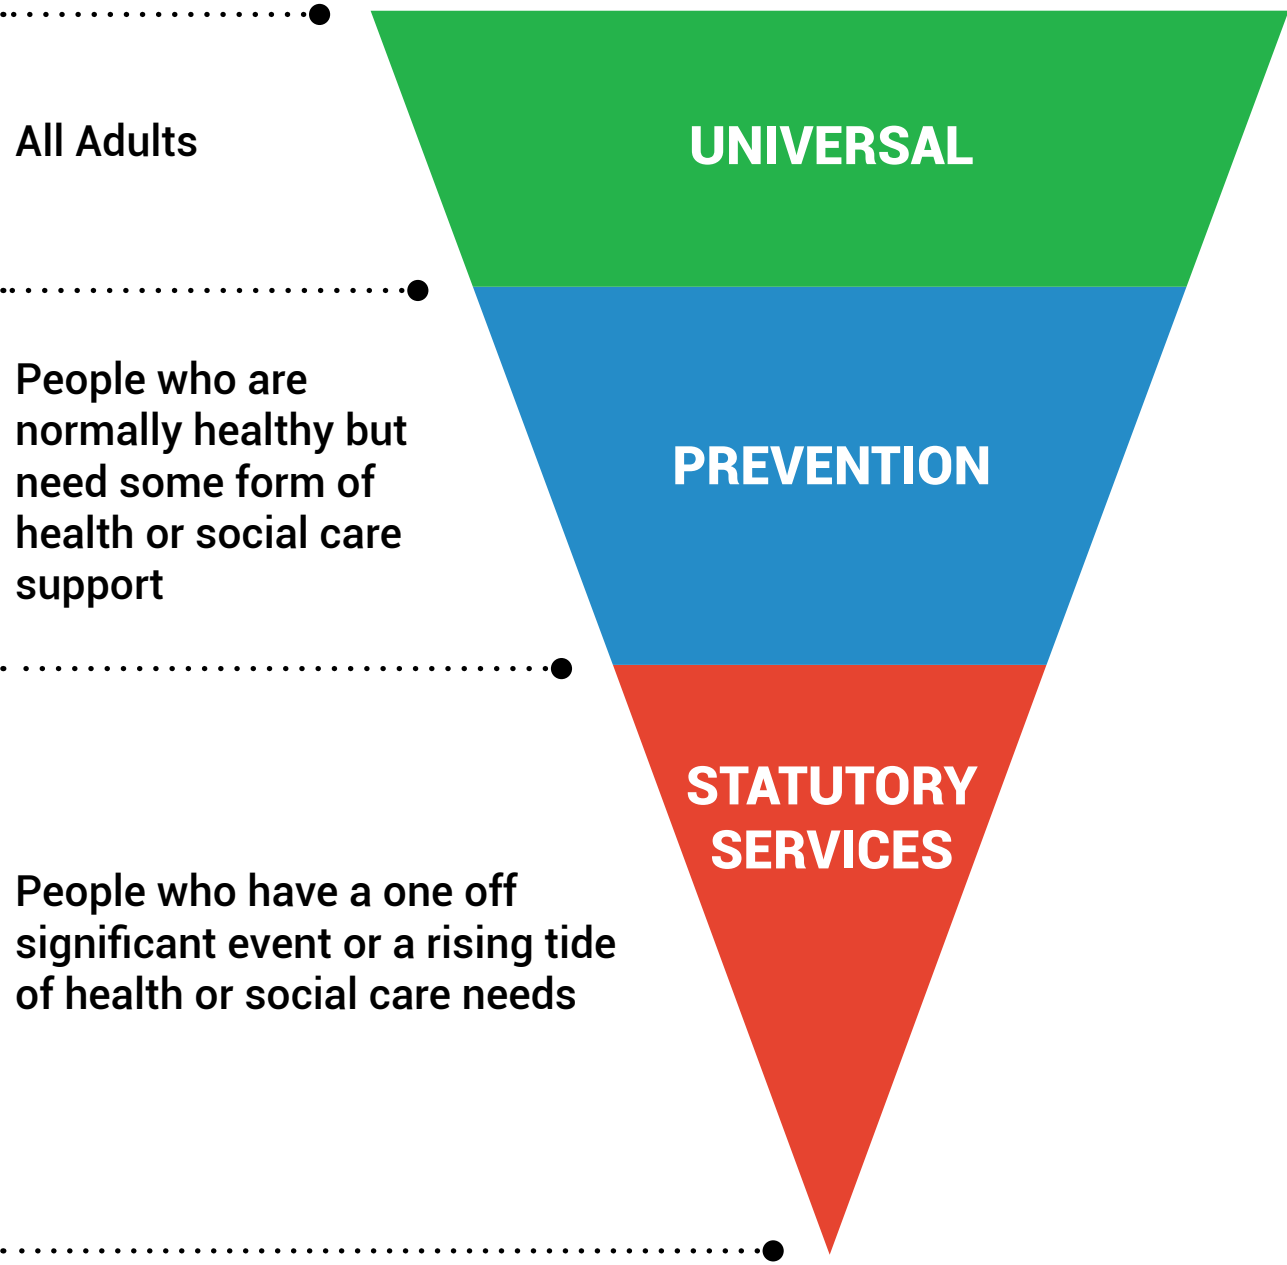 All Adults
UNIVERSAL
People who are
normally healthy but
need some form of
health or social care
support
PREVENTION
STATUTORY
SERVICES
People who have a one off
significant event or a rising tide
of health or social care needs